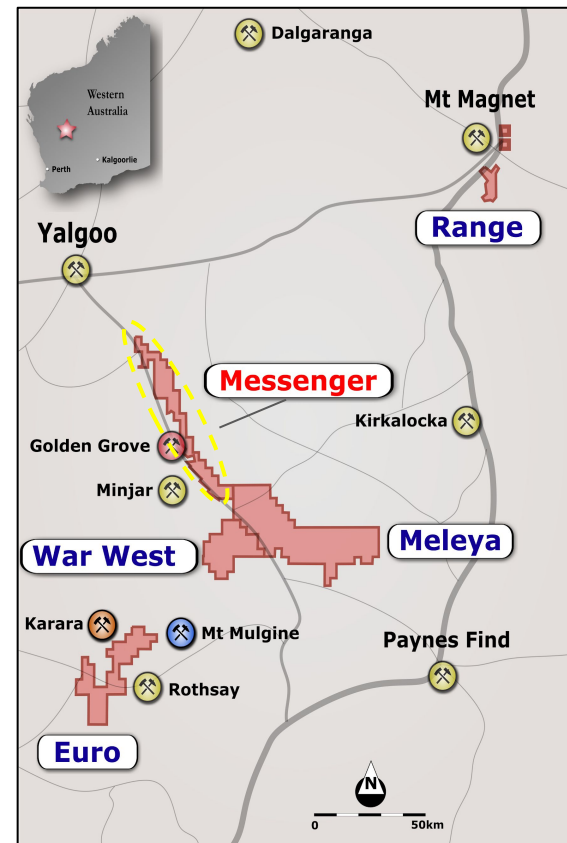 Dalgaranga
Western
Australia
Kalgoorlie
Perth
Mt Magnet
Range
Yalgoo
Messenger
Kirkalocka
Golden Grove
Minjar
War West
Meleya
Karara
Mt Mulgine
Paynes Find
Rothsay
Euro
N
0
50km